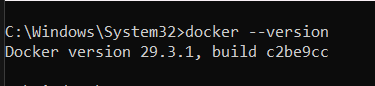 C:\Windows\System32>docker --version
Docker version 29.3.1, build c2be9cc